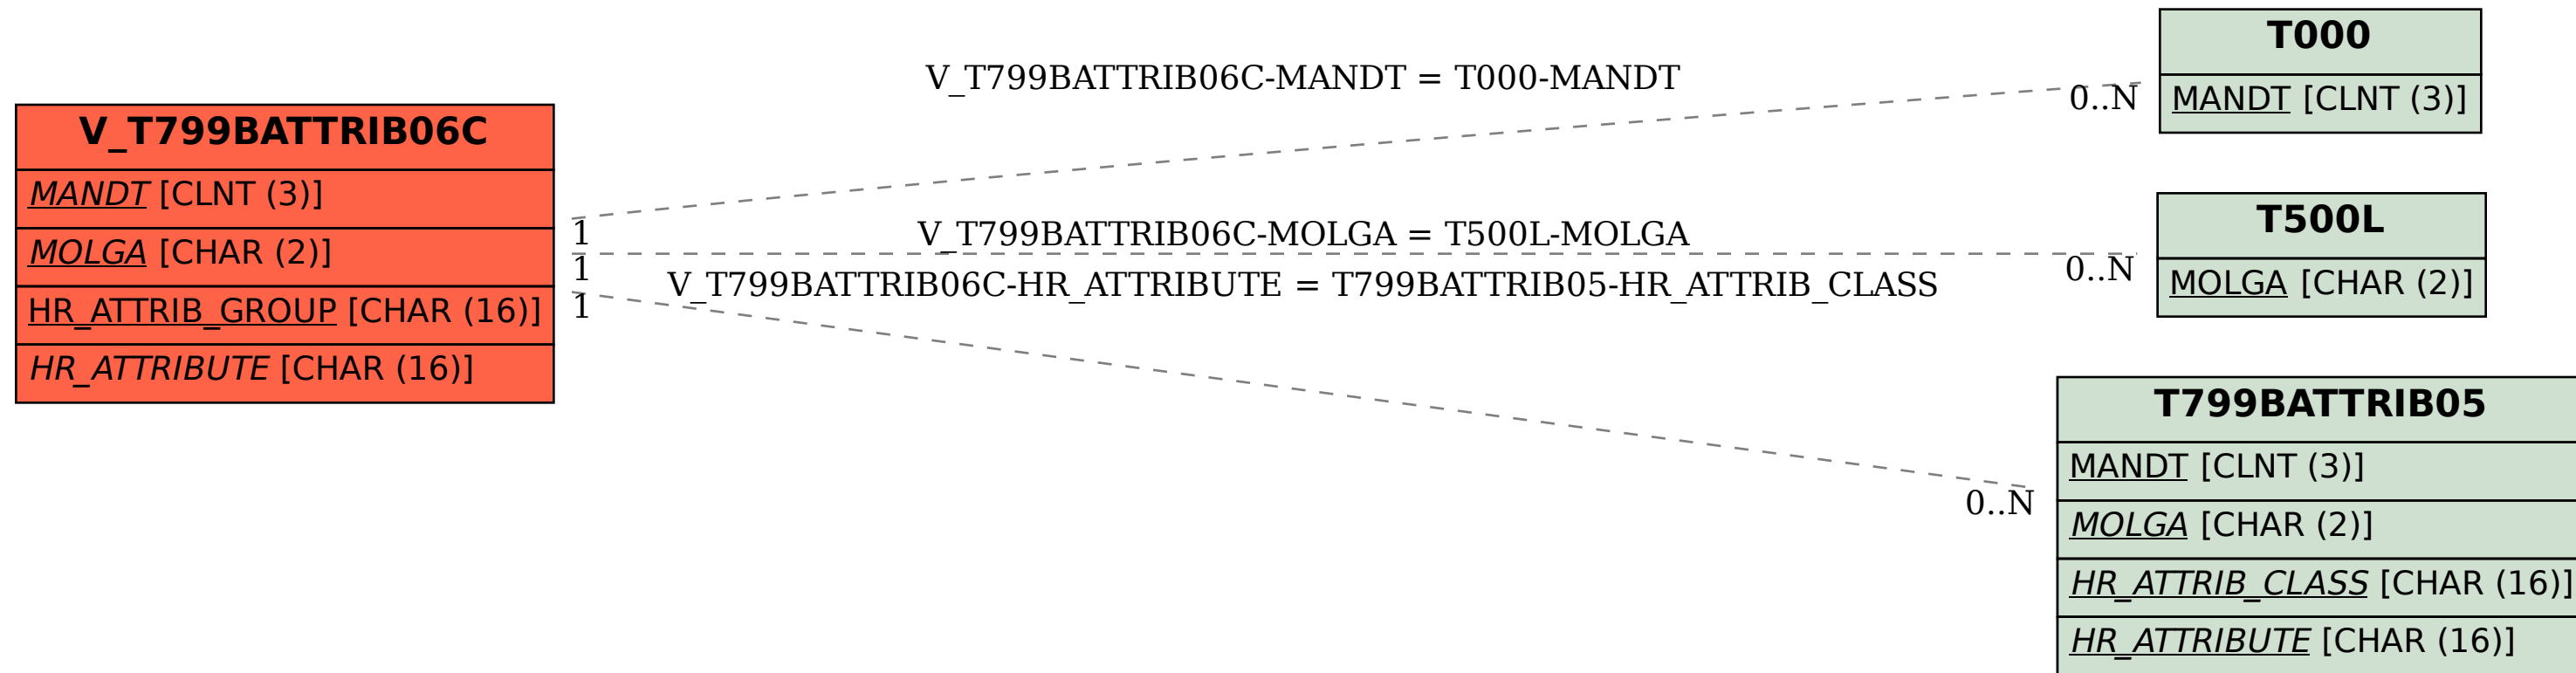 V_T799BATTRIB06C
MANDT [CLNT (3)]
MOLGA [CHAR (2)]
HR_ATTRIB_GROUP [CHAR (16)]
HR_ATTRIBUTE [CHAR (16)]
V_T799BATTRIB06C-MANDT = T000-MANDT
1
0..N
V_T799BATTRIB06C-MOLGA = T500L-MOLGA
1
0..N
V_T799BATTRIB06C-HR_ATTRIBUTE = T799BATTRIB05-HR_ATTRIB_CLASS
1
0..N
T000
MANDT [CLNT (3)]
T500L
MOLGA [CHAR (2)]
T799BATTRIB05
MANDT [CLNT (3)]
MOLGA [CHAR (2)]
HR_ATTRIB_CLASS [CHAR (16)]
HR_ATTRIBUTE [CHAR (16)]